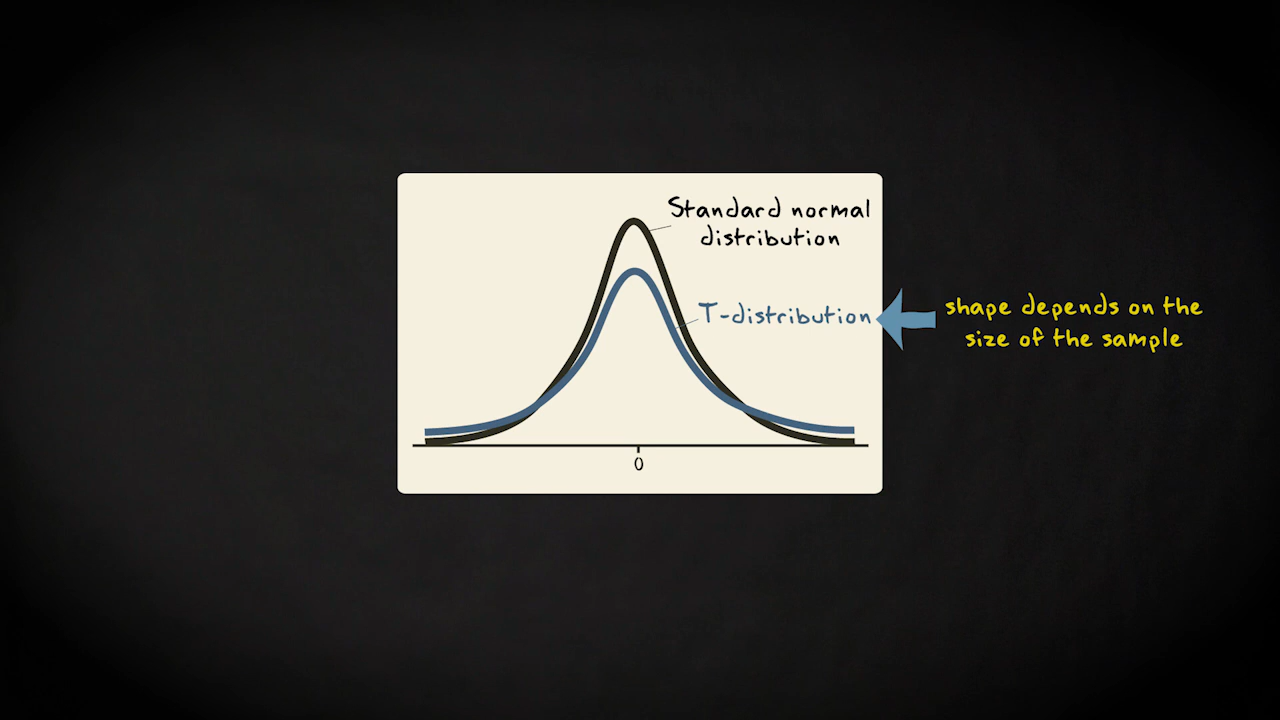 Standard normal
distribution
T-distribution
shape depends on the
size of the sample
0